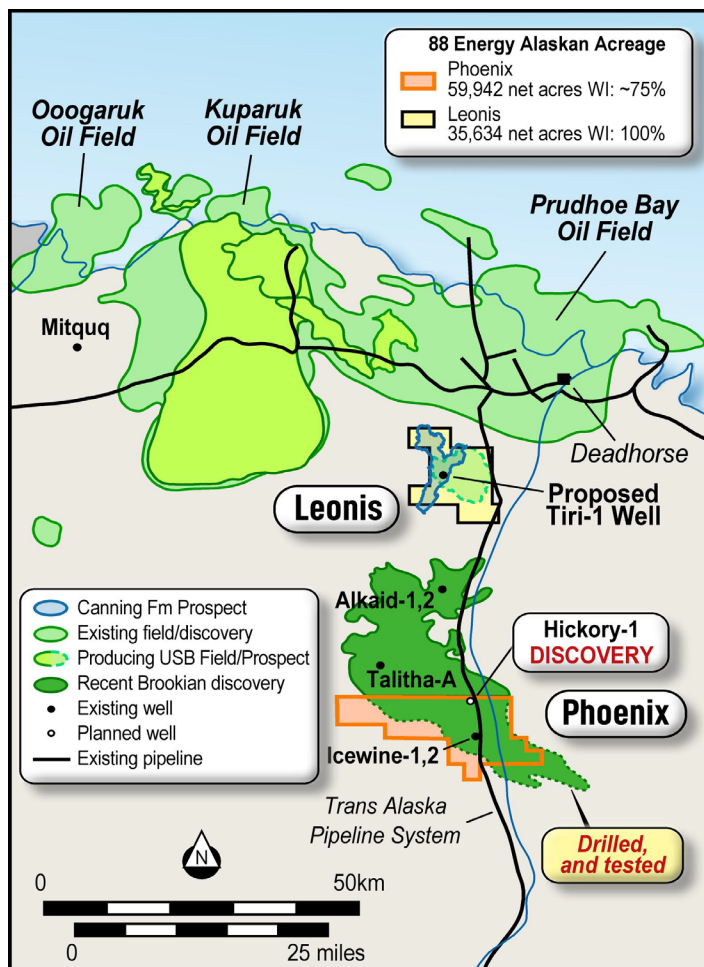 88 Energy Alaskan Acreage
Phoenix
59,942 net acres WI: ~75%
Leonis
35,634 net acres WI: 100%
Ooogaruk
Oil Field
Kuparuk
Oil Field
Prudhoe Bay
Oil Field
Mitquq
Deadhorse
Leonis
Proposed
Tiri-1 Well
Canning Fm Prospect
Existing field/discovery
Producing USB Field/Prospect
Recent Brookian discovery
Existing well
Planned well
Existing pipeline
Alkaid-1,2
Hickory-1
DISCOVERY
Talitha-A
Phoenix
Icewine-1,2
Trans Alaska
Pipeline System
Drilled,
and tested
N
0
50km
0
25 miles